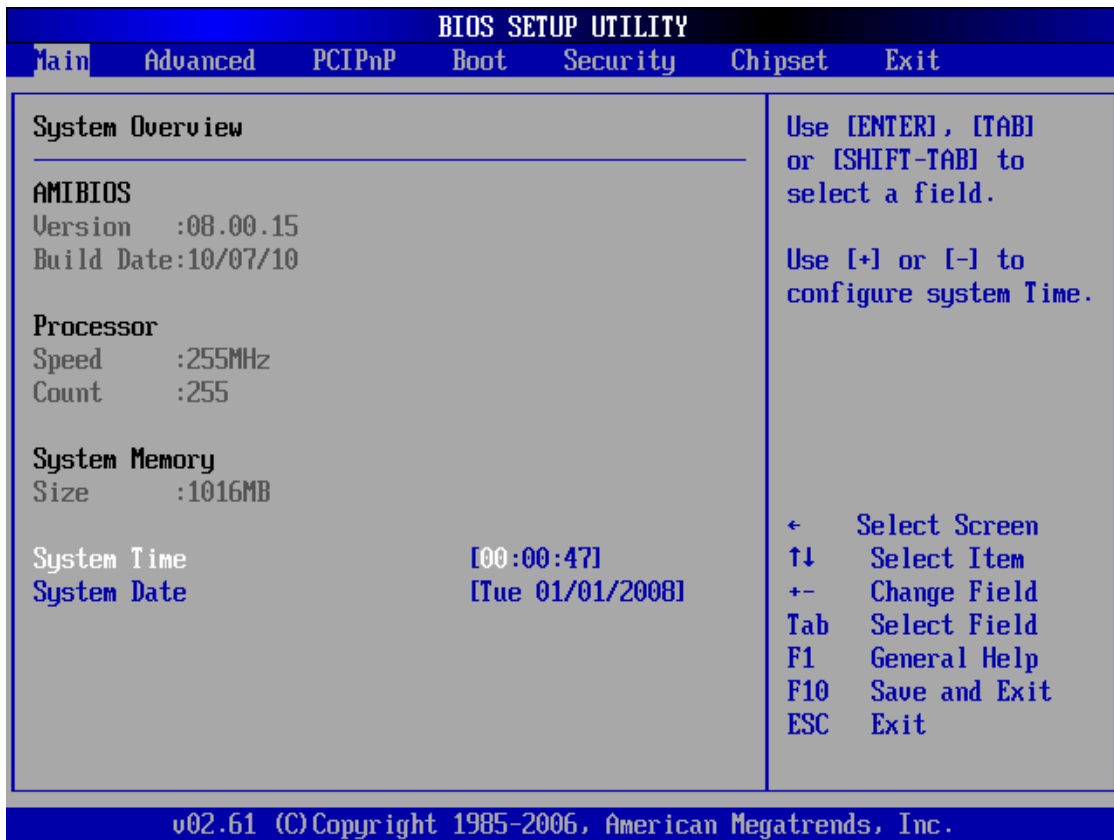 BIOS SETUP UTILITY
Main Advanced PCIPnP Boot Security Chipset Exit
System Overview
AMIBIOS
Version :08.00.15
Build Date:10/07/10
Processor
Speed :255MHz
Count :255
System Memory
Size :1016MB
System Time [00:00:47]
System Date [Tue 01/01/2008]
Use [ENTER], [TAB]
or [SHIFT-TAB] to
select a field.
Use [+] or [-] to
configure system Time.
← Select Screen
↑↓ Select Item
+- Change Field
Tab Select Field
F1 General Help
F10 Save and Exit
ESC Exit
v02.61 (C)Copyright 1985-2006, American Megatrends, Inc.